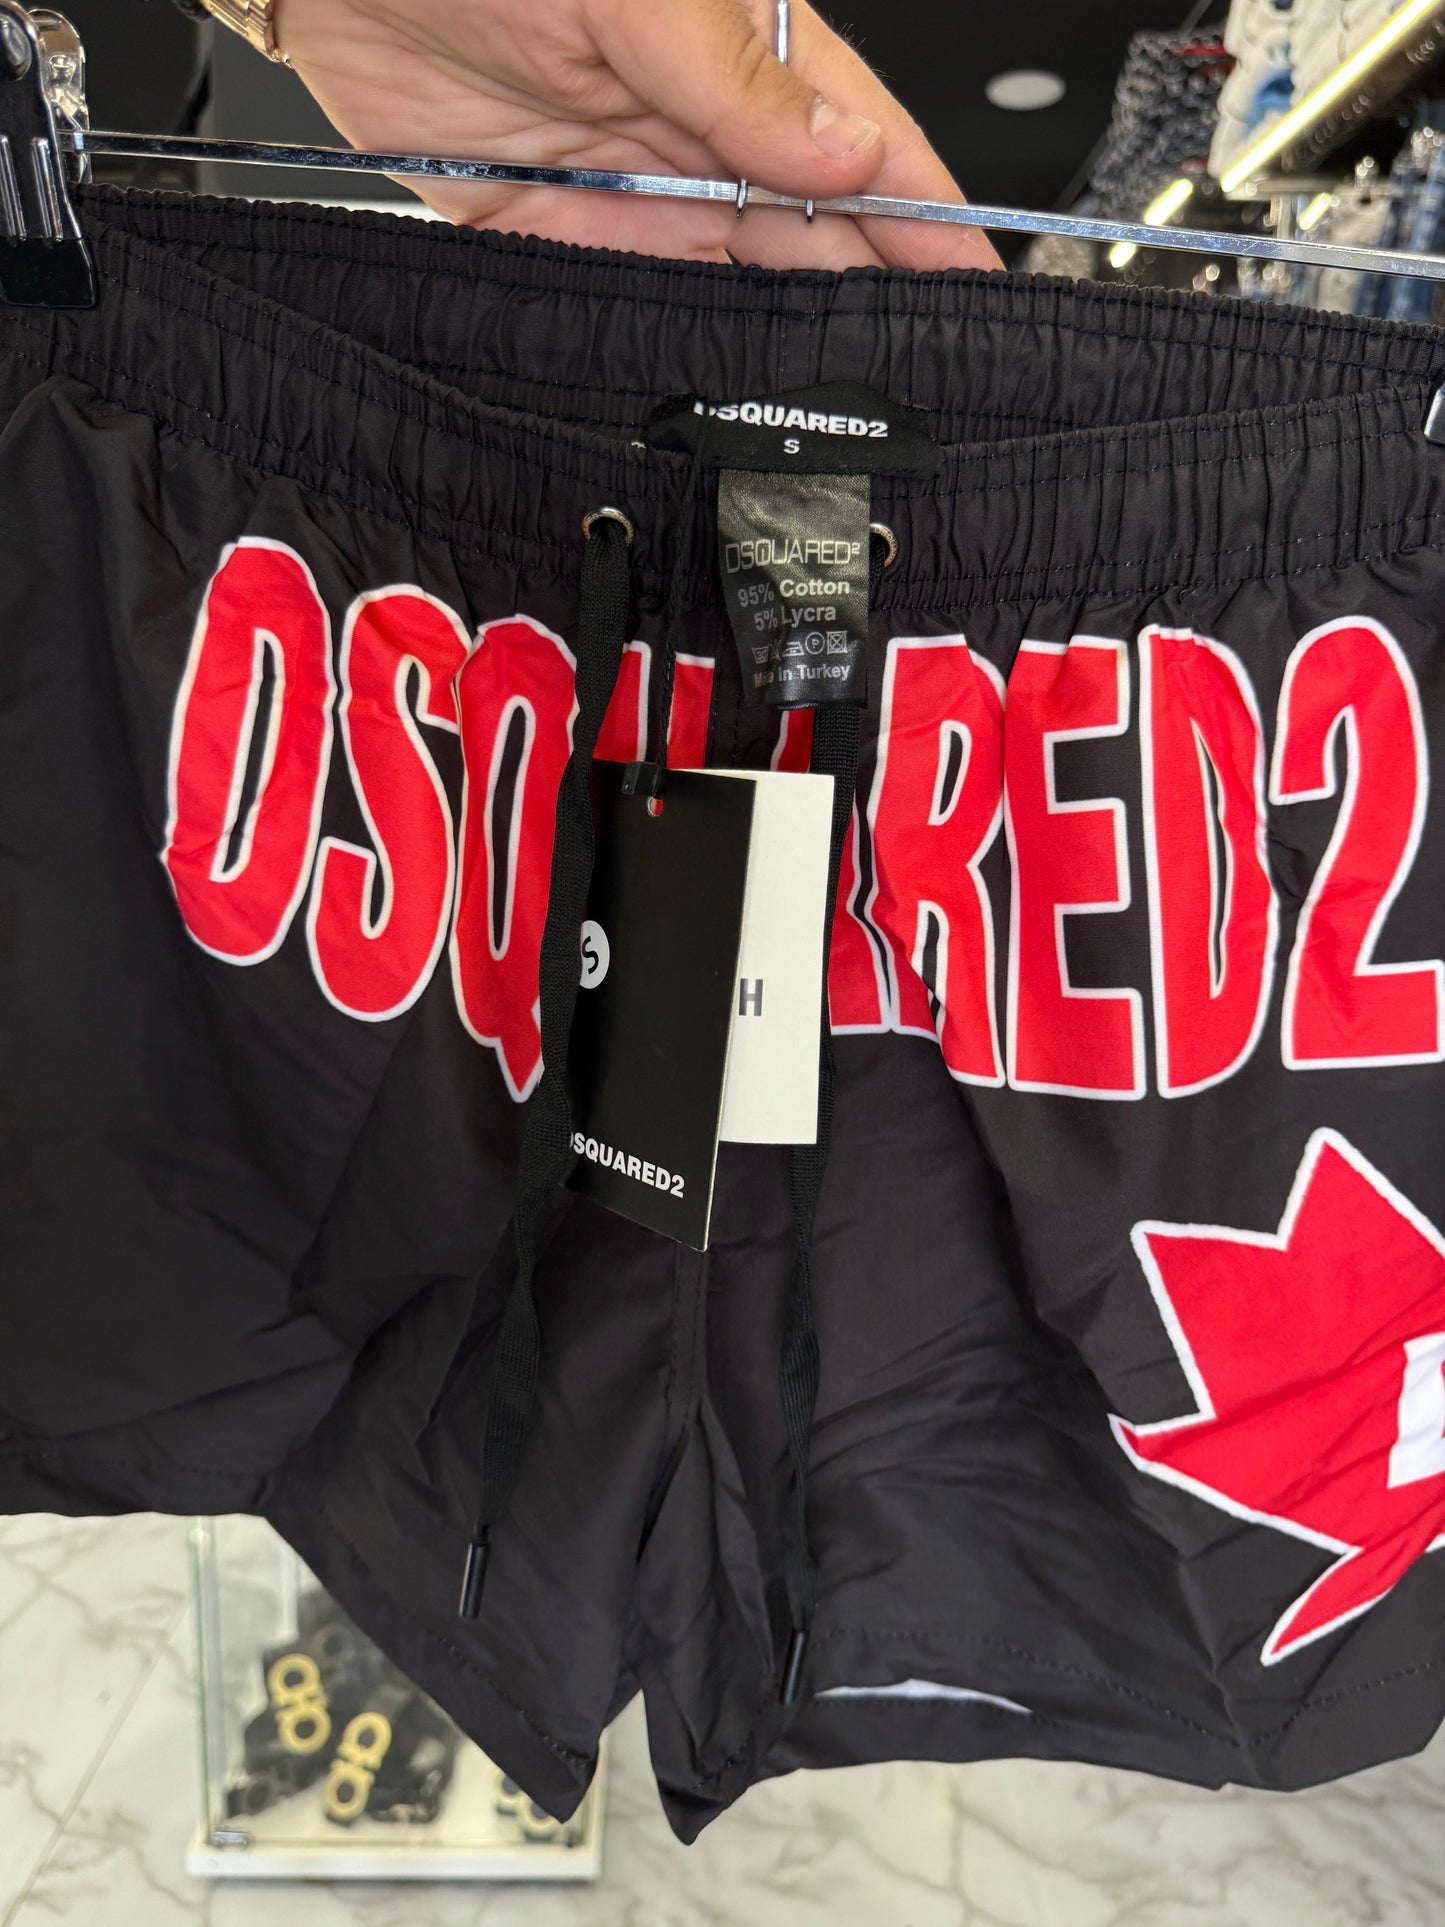 DSQUARED2
S
DSQUARED²
95% Cotton
5% Lycra
P
Made In Turkey
DSQUARED2
S
H
DSQUARED2